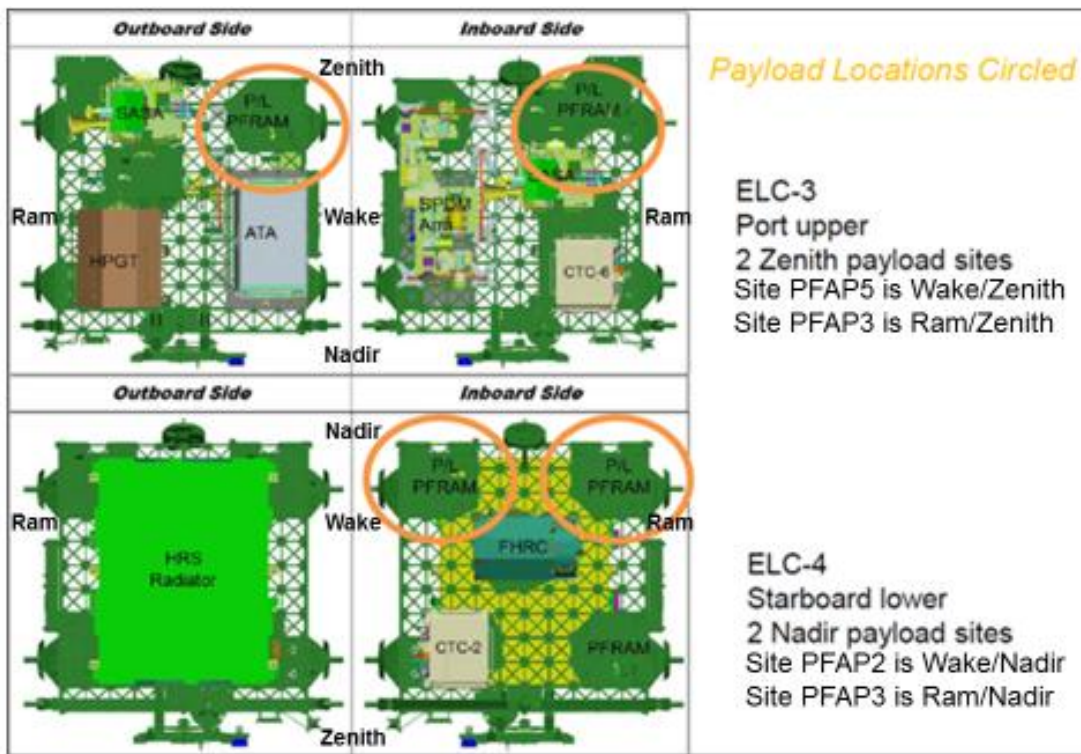 Outboard Side
Inboard Side
Zenith
Payload Locations Circled
SASA
P/L
PFRAM
P/L
PFRAM
Ram
Wake
Ram
ATA
SPDM
Arm
HPGT
CTC-6
Nadir
ELC-3
Port upper
2 Zenith payload sites
Site PFAP5 is Wake/Zenith
Site PFAP3 is Ram/Zenith
Outboard Side
Inboard Side
Nadir
P/L
PFRAM
P/L
PFRAM
Ram
Wake
Ram
HRS
Radiator
FHRC
CTC-2
PFRAM
Zenith
ELC-4
Starboard lower
2 Nadir payload sites
Site PFAP2 is Wake/Nadir
Site PFAP3 is Ram/Nadir